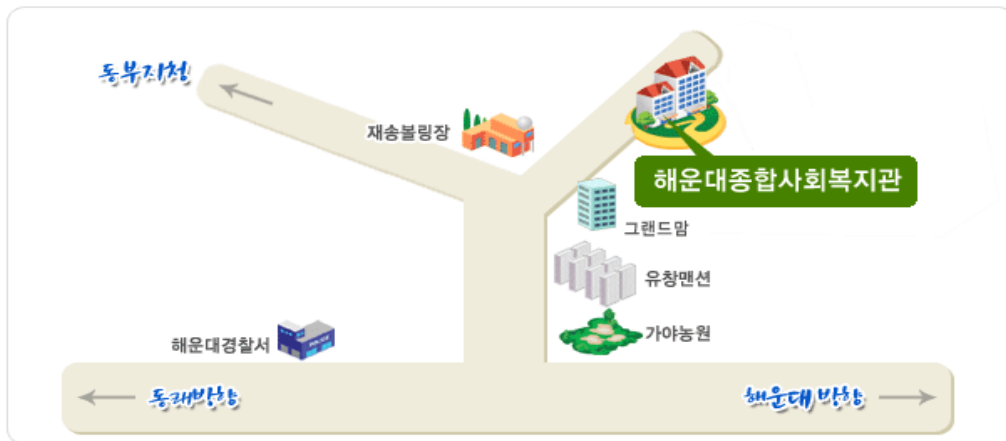 동부지청
재송볼링장
해운대종합사회복지관
그랜드맘
유창맨션
가야농원
해운대경찰서
POLICE
동래방향
해운대 방향